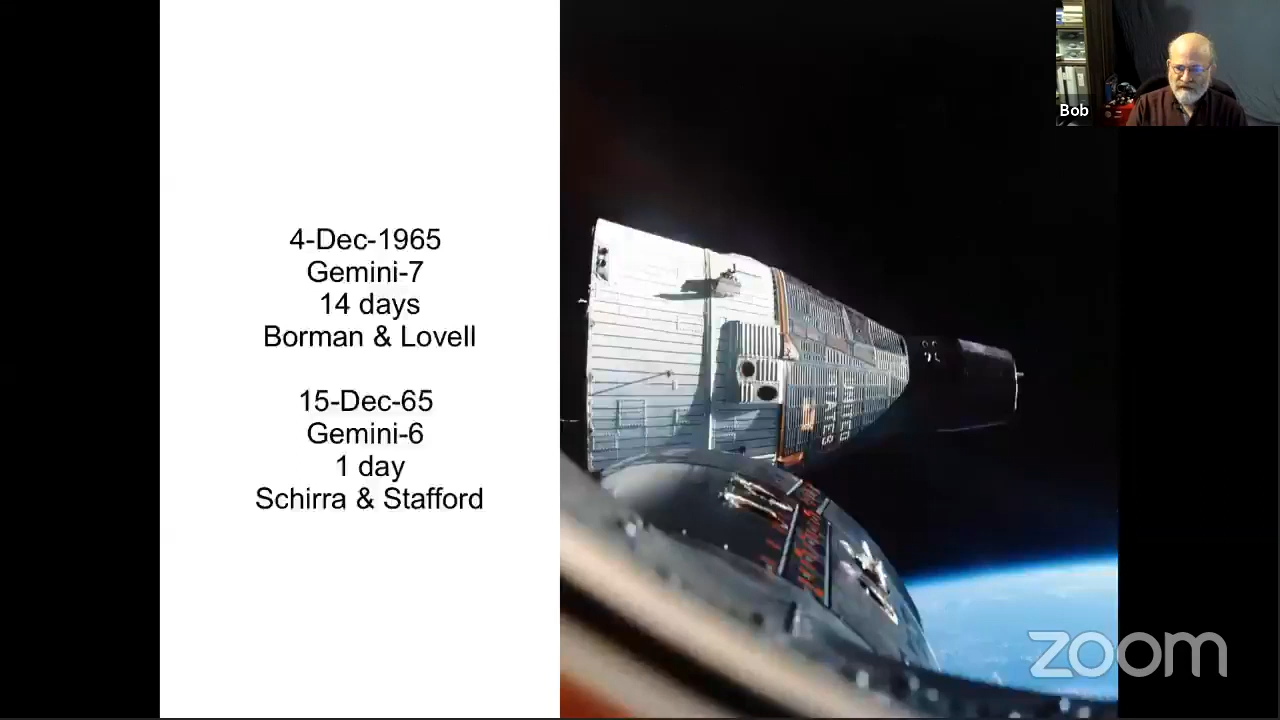 4-Dec-1965
Gemini-7
14 days
Borman & Lovell
15-Dec-65
Gemini-6
1 day
Schirra & Stafford
UNITED
STATES
Bob
zoom